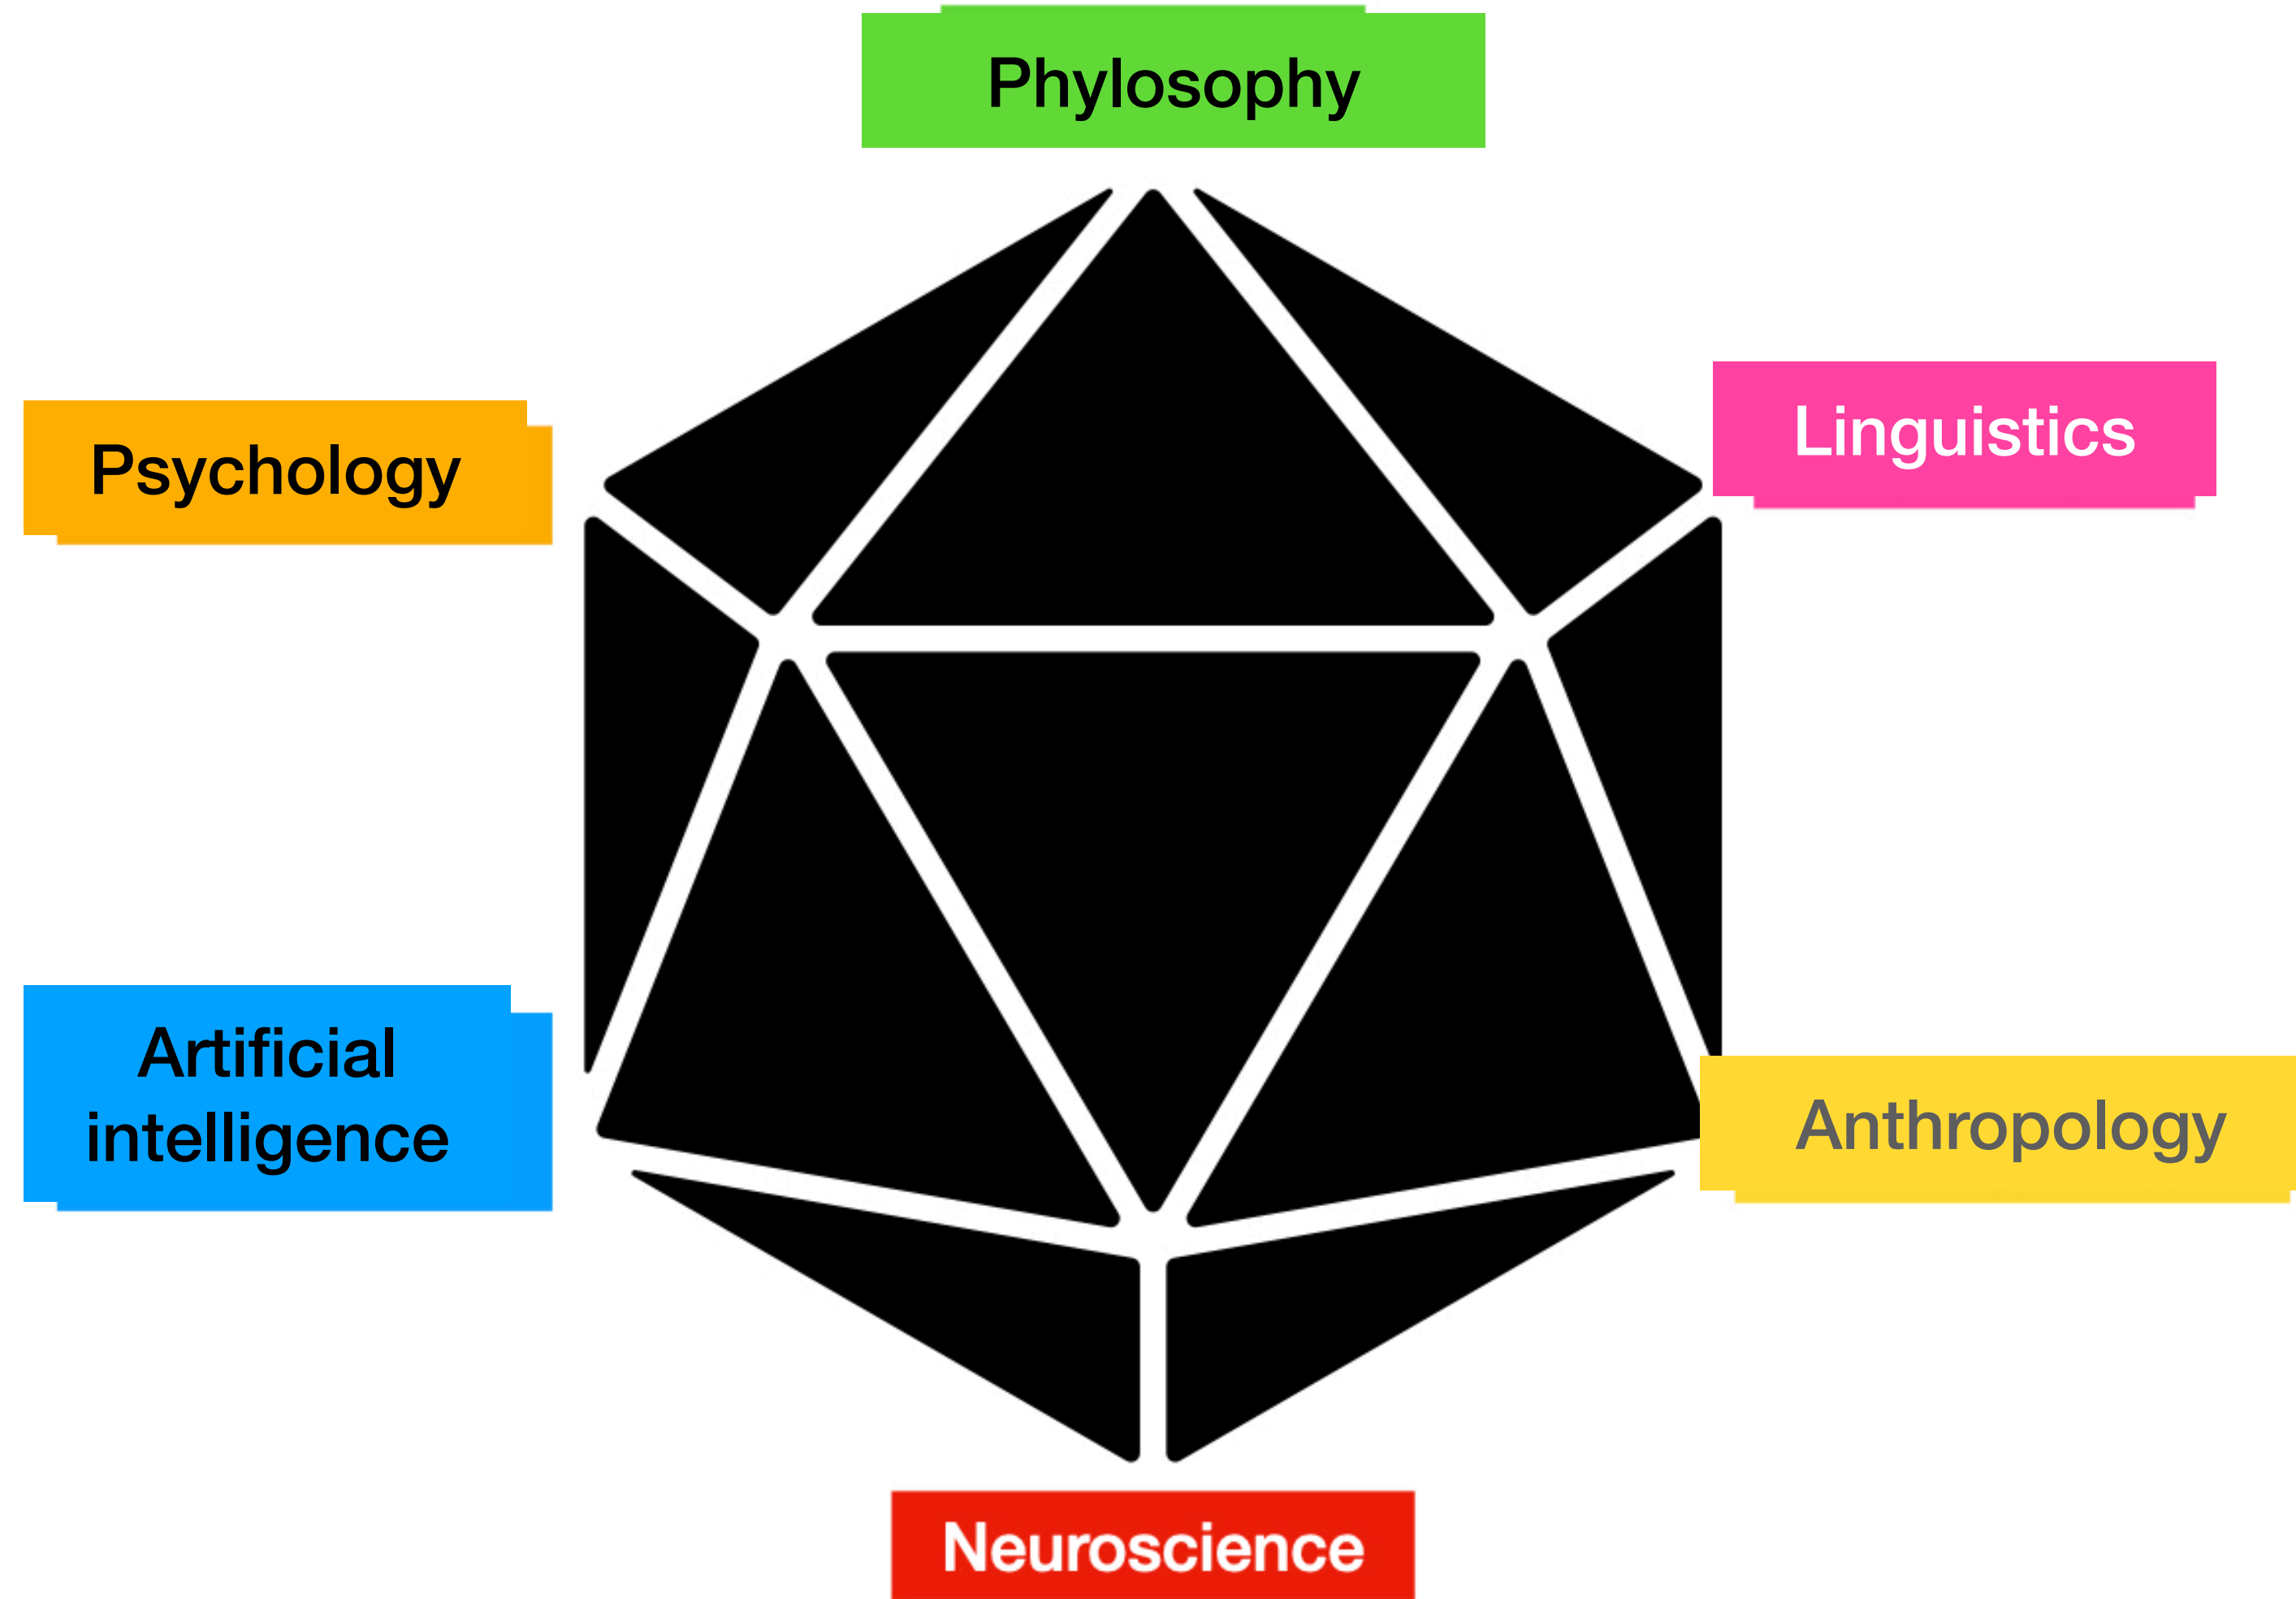 Phylosophy
Linguistics
Psychology
Artificial
intelligence
Anthropology
Neuroscience